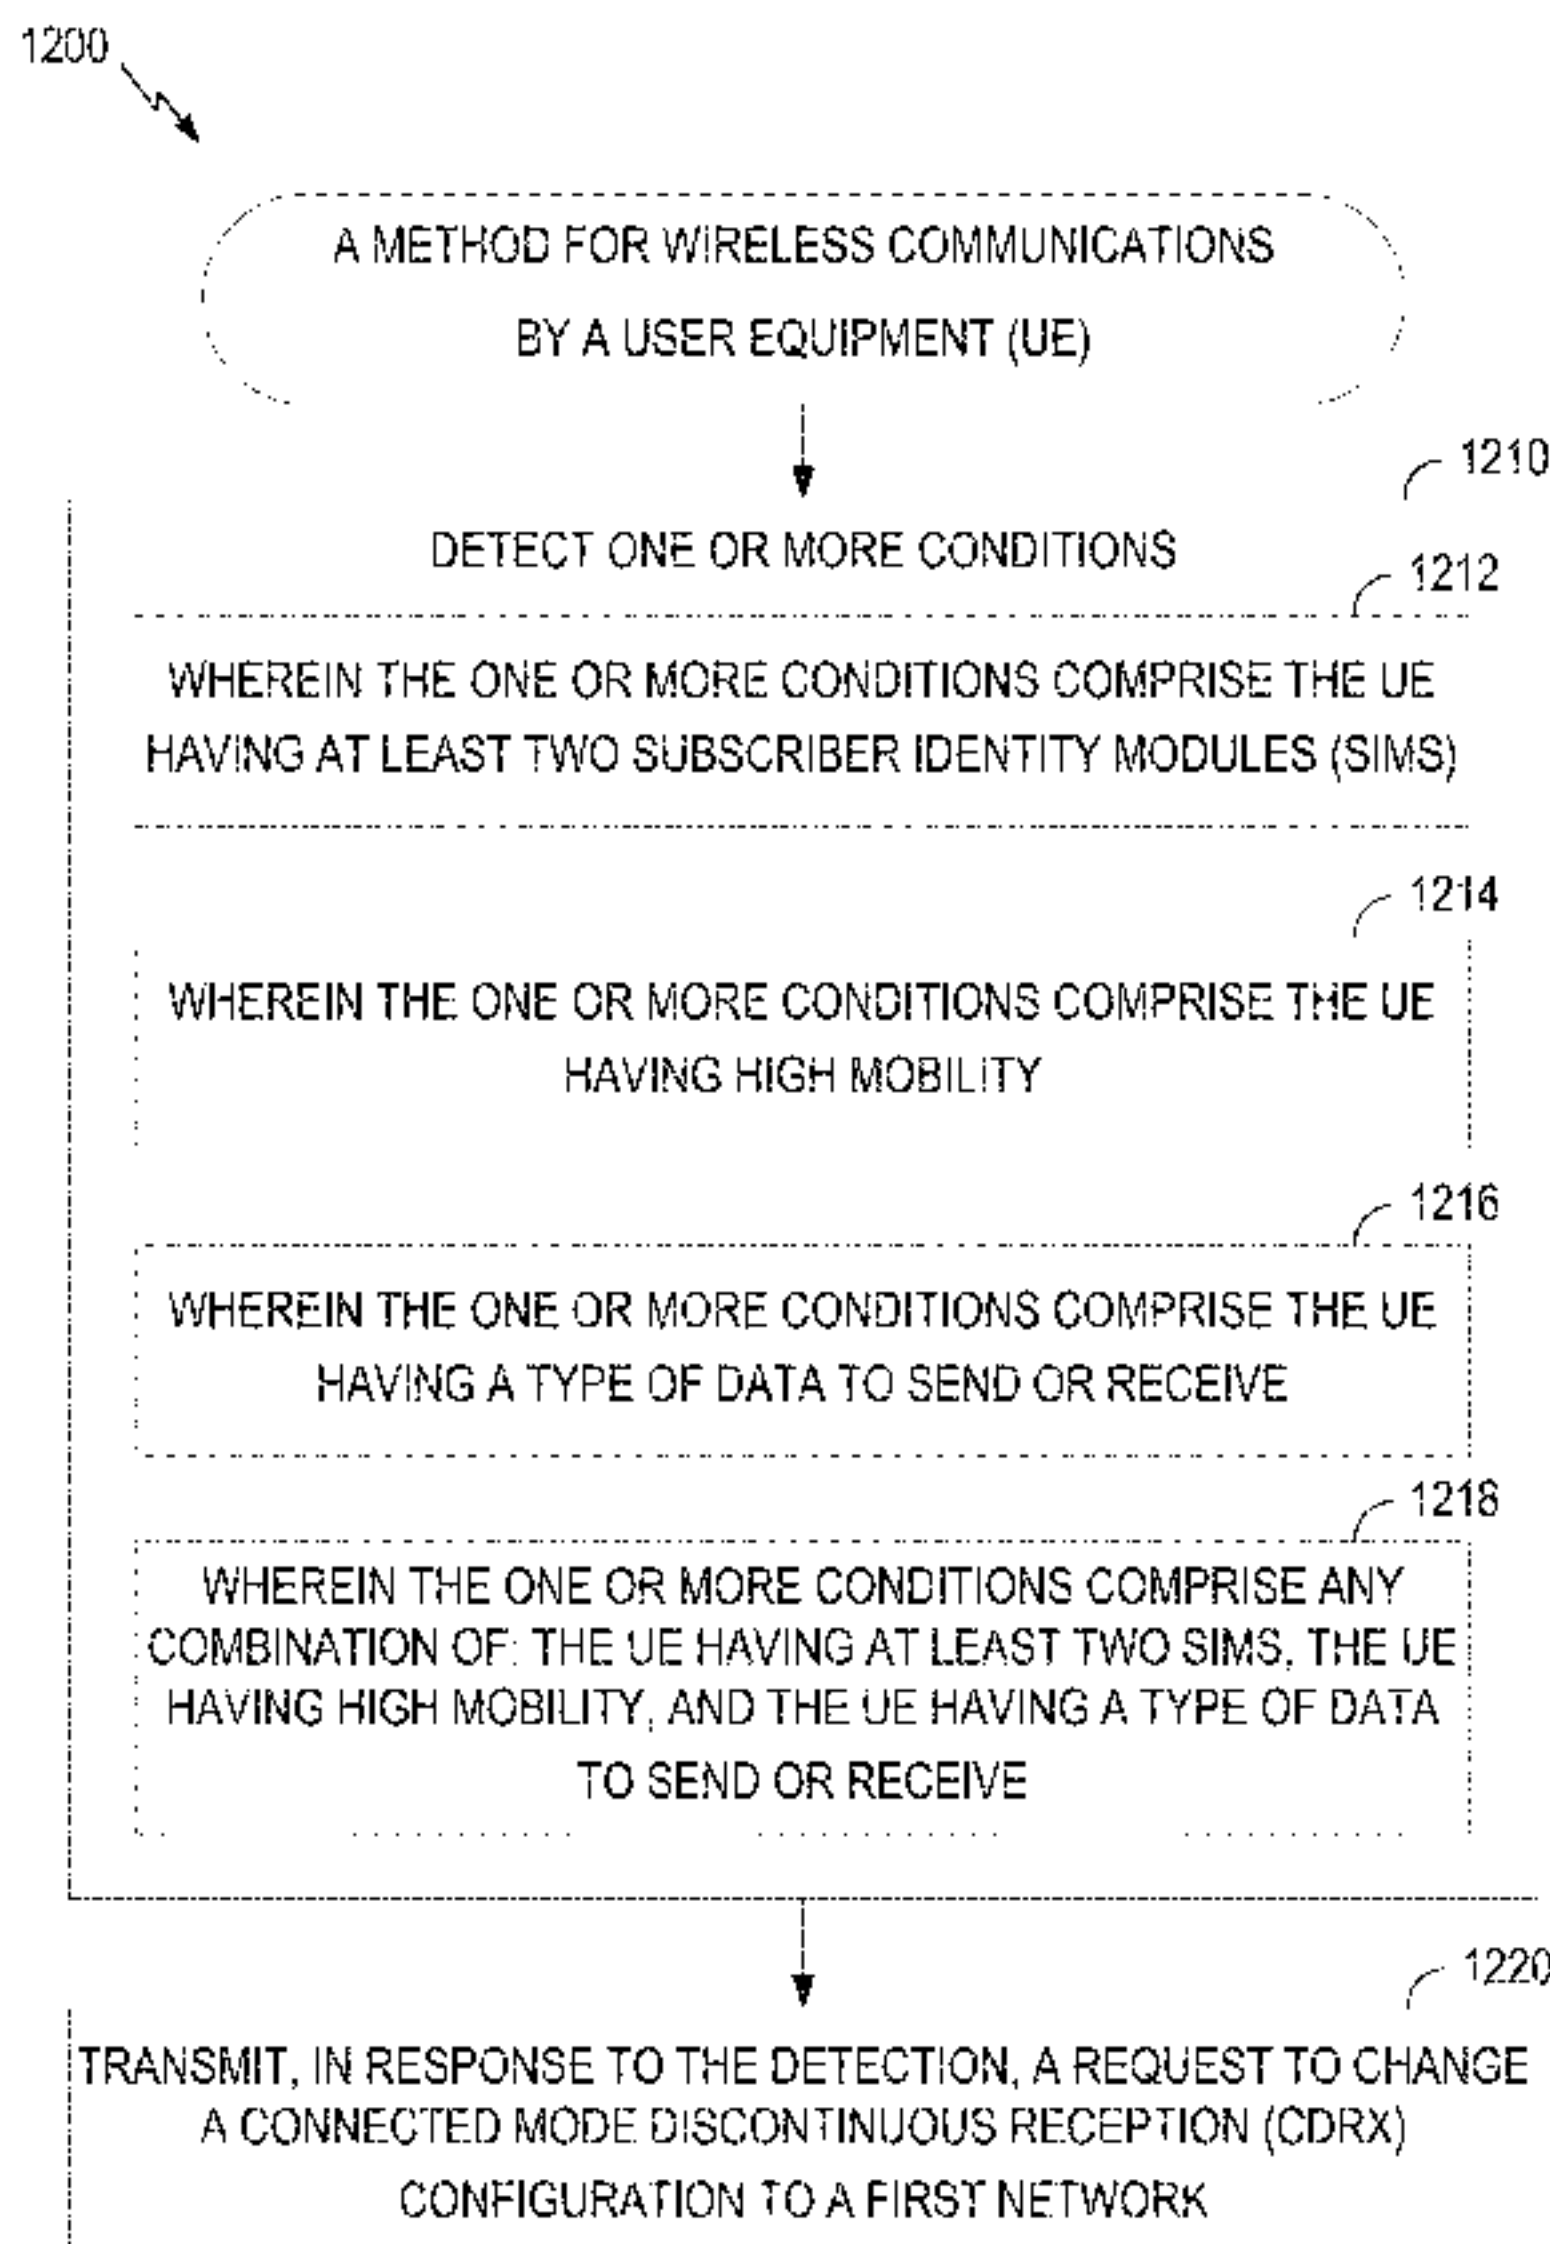 1200
A METHOD FOR WIRELESS COMMUNICATIONS
BY A USER EQUIPMENT (UE)
1210
DETECT ONE OR MORE CONDITIONS
1212
WHEREIN THE ONE OR MORE CONDITIONS COMPRISE THE UE
HAVING AT LEAST TWO SUBSCRIBER IDENTITY MODULES (SIMS)
1214
WHEREIN THE ONE OR MORE CONDITIONS COMPRISE THE UE
HAVING HIGH MOBILITY
1216
WHEREIN THE ONE OR MORE CONDITIONS COMPRISE THE UE
HAVING A TYPE OF DATA TO SEND OR RECEIVE
1218
WHEREIN THE ONE OR MORE CONDITIONS COMPRISE ANY
COMBINATION OF: THE UE HAVING AT LEAST TWO SIMS, THE UE
HAVING HIGH MOBILITY, AND THE UE HAVING A TYPE OF DATA
TO SEND OR RECEIVE
1220
TRANSMIT, IN RESPONSE TO THE DETECTION, A REQUEST TO CHANGE
A CONNECTED MODE DISCONTINUOUS RECEPTION (CDRX)
CONFIGURATION TO A FIRST NETWORK